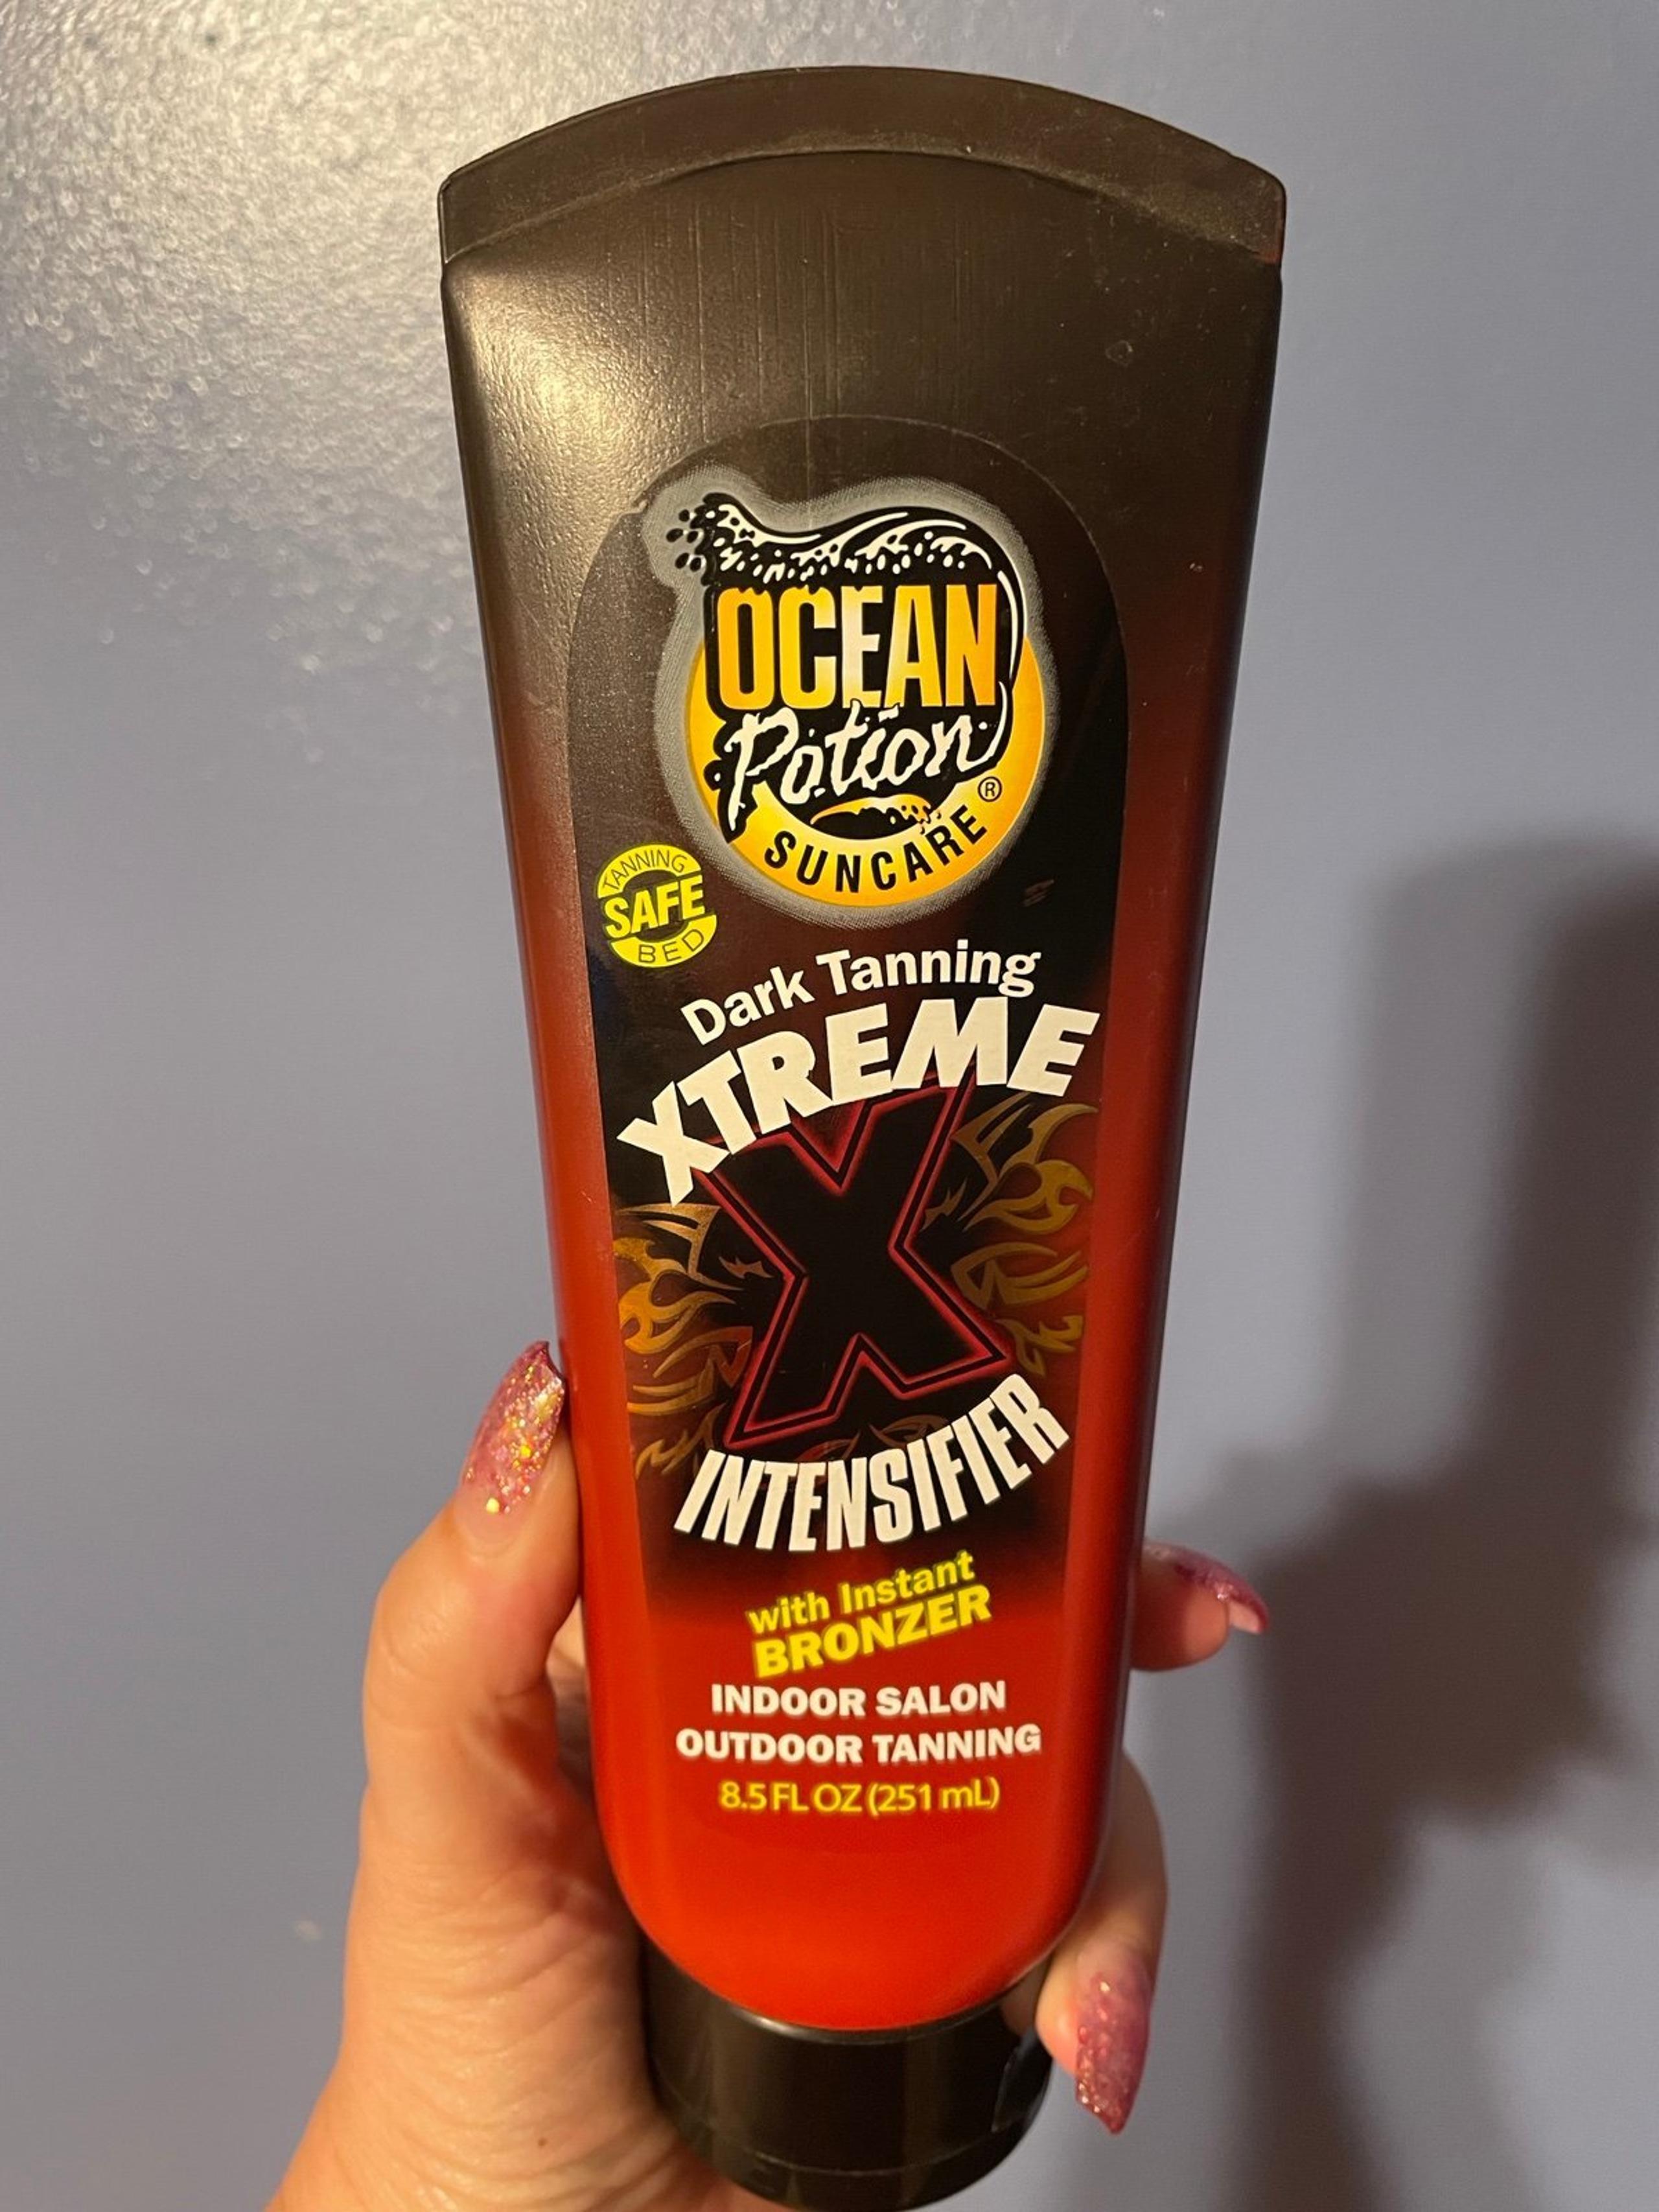 OCEAN
Potion
SUNCARE®
TANNING
SAFE
BED
Dark Tanning
XTREME
X
INTENSIFIER
with Instant
BRONZER
INDOOR SALON
OUTDOOR TANNING
8.5 FL OZ (251 mL)